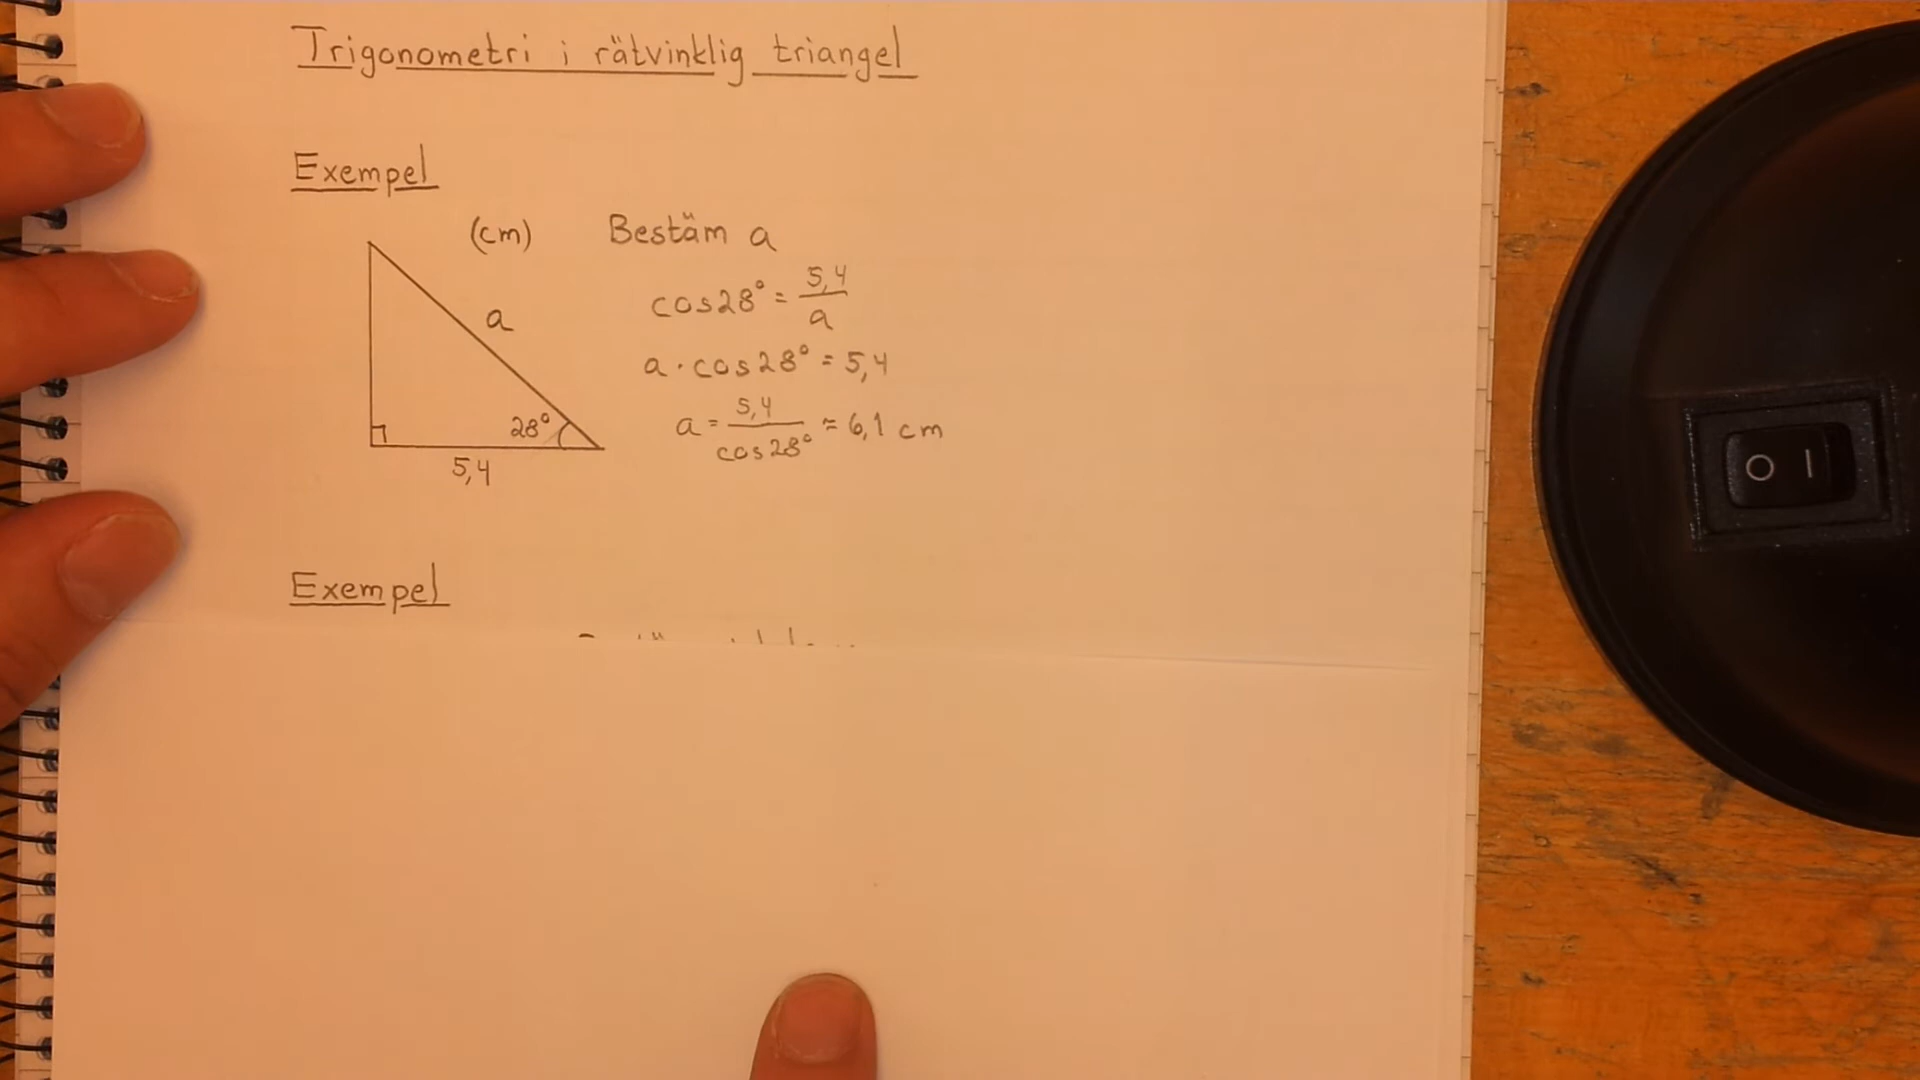 Trigonometri i rätvinklig triangel
Exempel
(cm)
a
28°
5,4
Bestäm a
cos28° = 5,4/a
a · cos28° = 5,4
a = 5,4/cos28° ≈ 6,1 cm
Exempel
O I